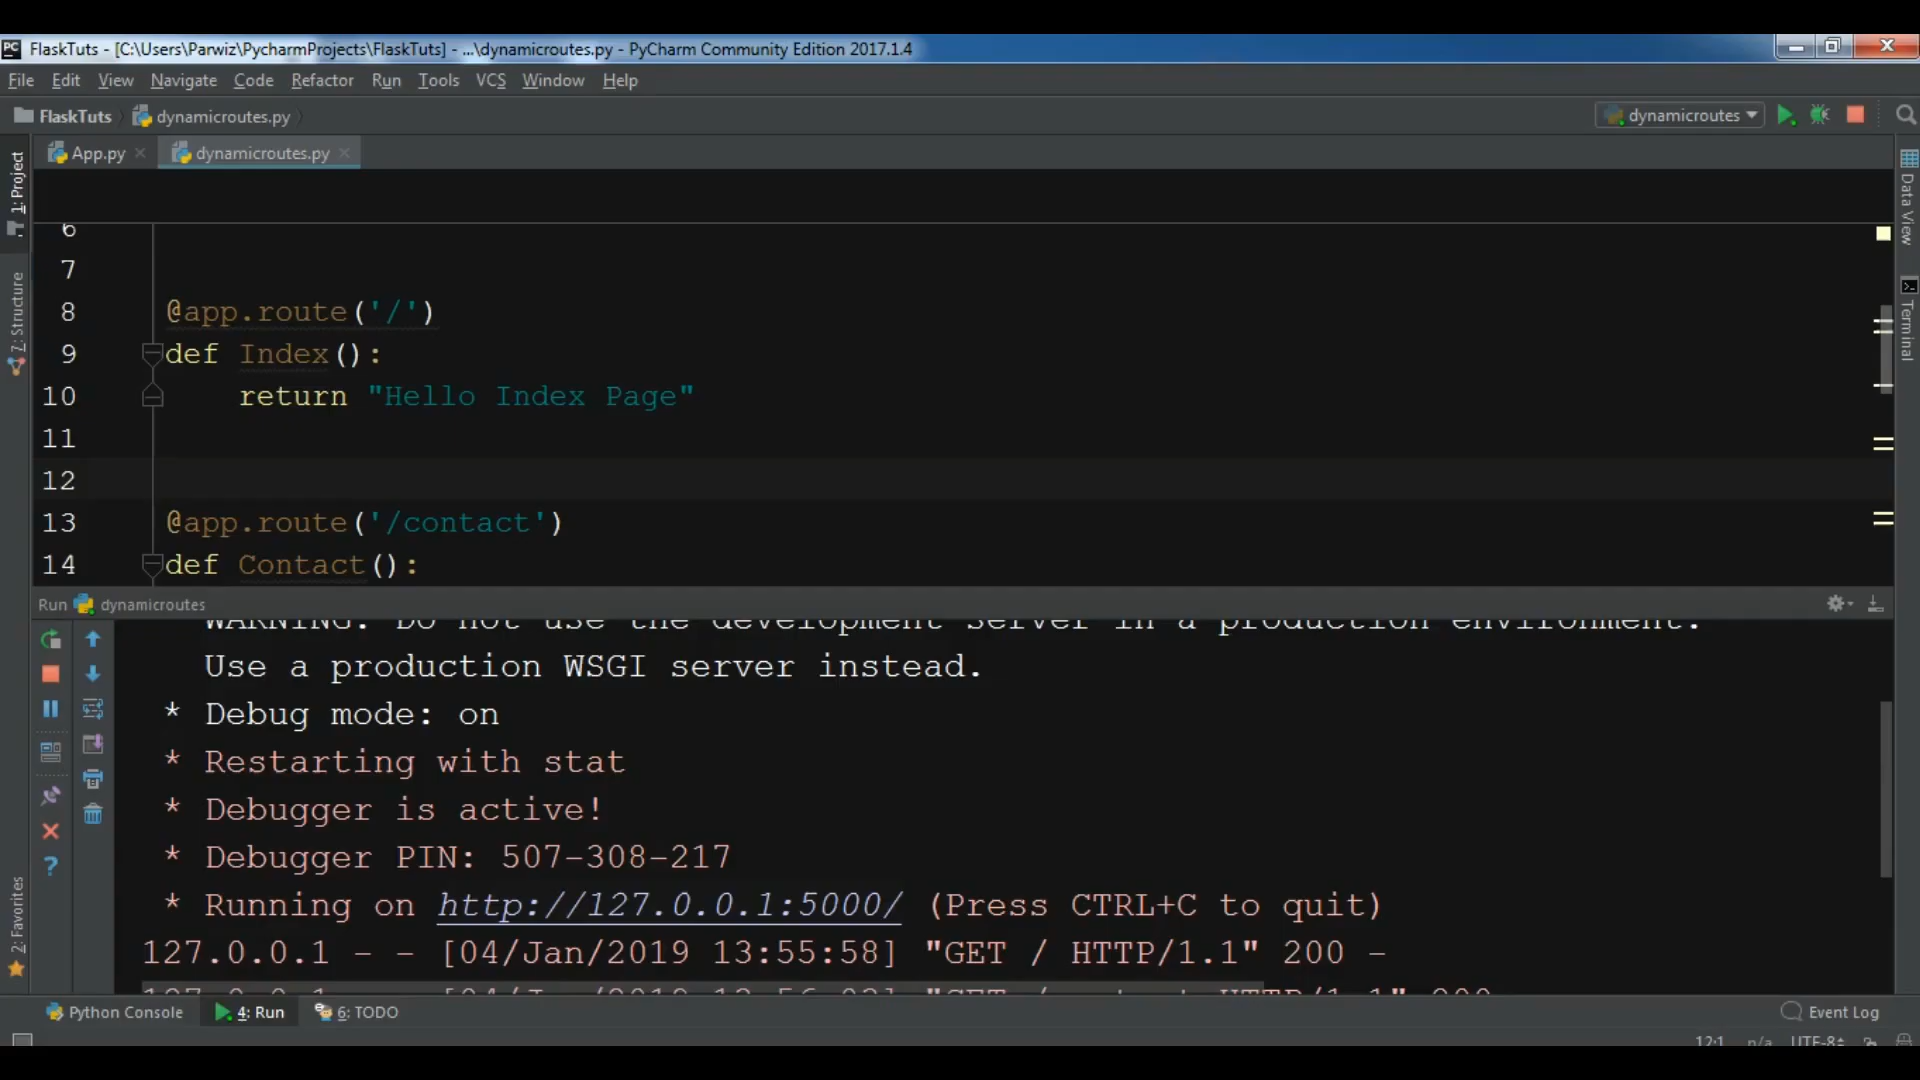 FlaskTuts - [C:\Users\Parwiz\PycharmProjects\FlaskTuts] - ...\dynamicroutes.py - PyCharm Community Edition 2017.1.4
File Edit View Navigate Code Refactor Run Tools VCS Window Help
FlaskTuts dynamicroutes.py dynamicroutes
App.py dynamicroutes.py
1: Project
7: Structure
2: Favorites
Data View
Terminal
6
7
8 @app.route('/')
9 def Index():
10 return "Hello Index Page"
11
12
13 @app.route('/contact')
14 def Contact():
Run dynamicroutes
WARNING: Do not use the development server in a production environment.
Use a production WSGI server instead.
* Debug mode: on
* Restarting with stat
* Debugger is active!
* Debugger PIN: 507-308-217
* Running on http://127.0.0.1:5000/ (Press CTRL+C to quit)
127.0.0.1 - - [04/Jan/2019 13:55:58] "GET / HTTP/1.1" 200 -
Python Console 4: Run 6: TODO Event Log
12:1 n/a UTF-8